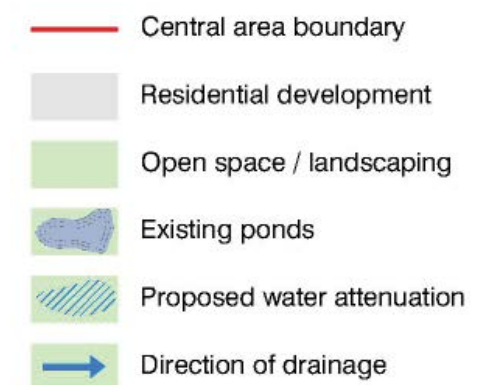 Central area boundary
Residential development
Open space / landscaping
Existing ponds
Proposed water attenuation
Direction of drainage